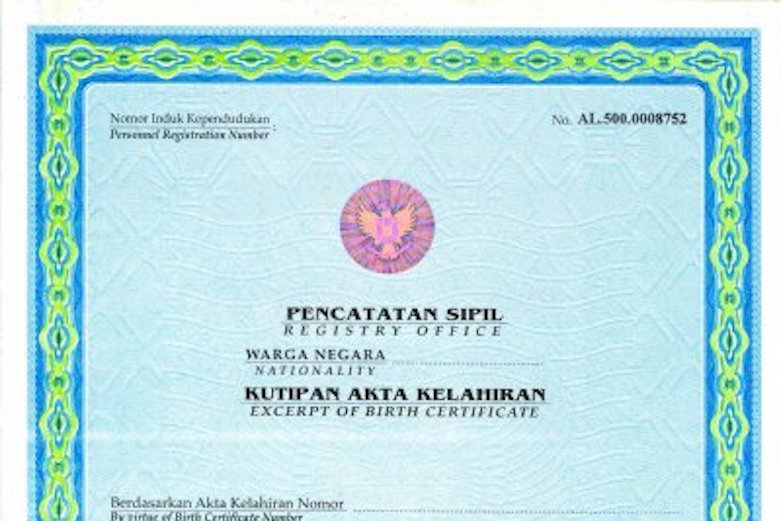 Nomor Induk Kependudukan :
Personnel Registration Number
No. AL.500.0008752
PENCATATAN SIPIL
REGISTRY OFFICE
WARGA NEGARA
NATIONALITY
KUTIPAN AKTA KELAHIRAN
EXCERPT OF BIRTH CERTIFICATE
Berdasarkan Akta Kelahiran Nomor
By virtue of Birth Certificate Number